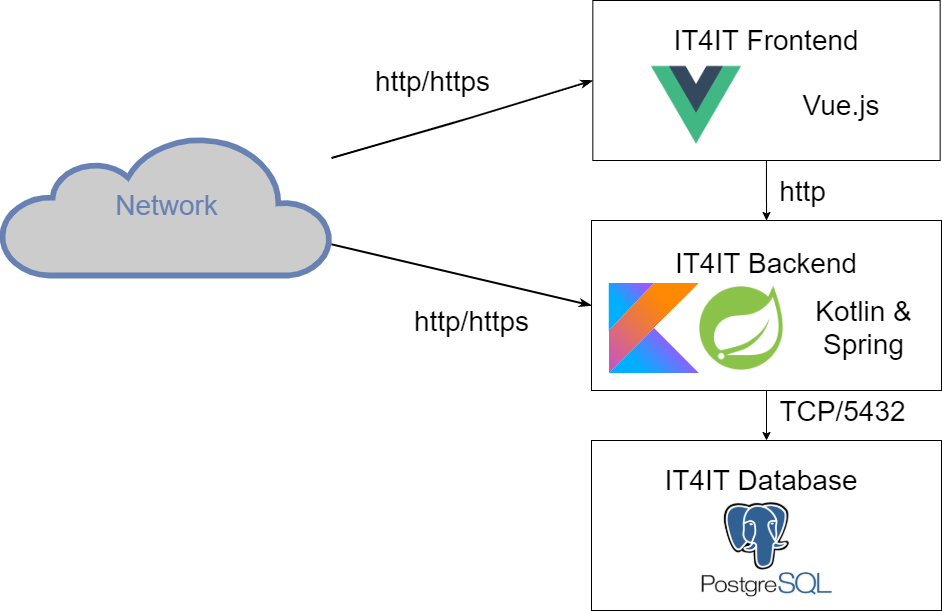 IT4IT Frontend
http/https
Vue.js
http
Network
IT4IT Backend
http/https
Kotlin &
Spring
TCP/5432
IT4IT Database
PostgreSQL